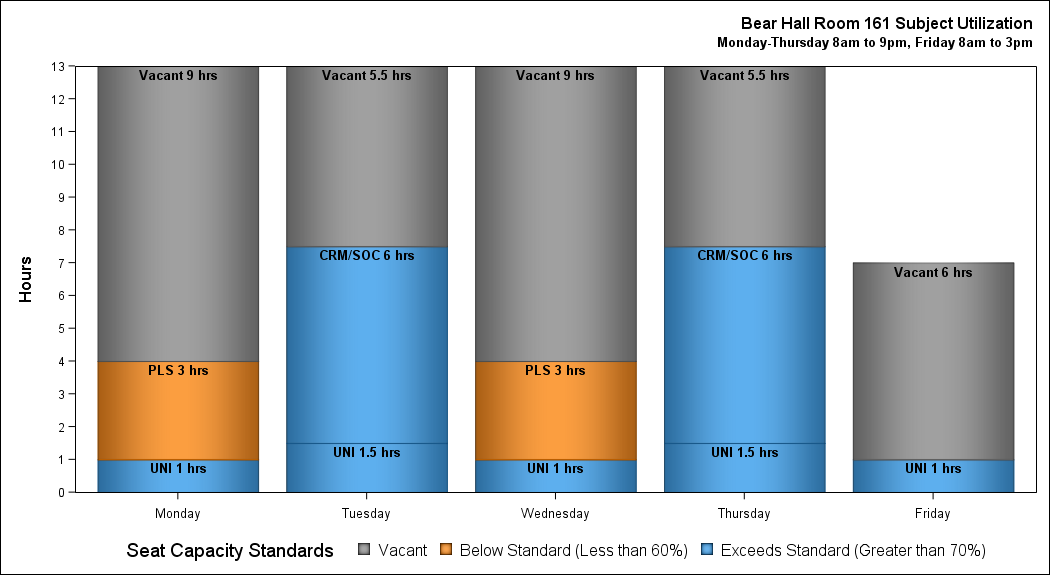 Bear Hall Room 161 Subject Utilization
Monday-Thursday 8am to 9pm, Friday 8am to 3pm
Hours
13
12
11
10
9
8
7
6
5
4
3
2
1
0
Vacant 9 hrs
PLS 3 hrs
UNI 1 hrs
Vacant 5.5 hrs
CRM/SOC 6 hrs
UNI 1.5 hrs
Vacant 9 hrs
PLS 3 hrs
UNI 1 hrs
Vacant 5.5 hrs
CRM/SOC 6 hrs
UNI 1.5 hrs
Vacant 6 hrs
UNI 1 hrs
Monday Tuesday Wednesday Thursday Friday
Seat Capacity Standards Vacant Below Standard (Less than 60%) Exceeds Standard (Greater than 70%)